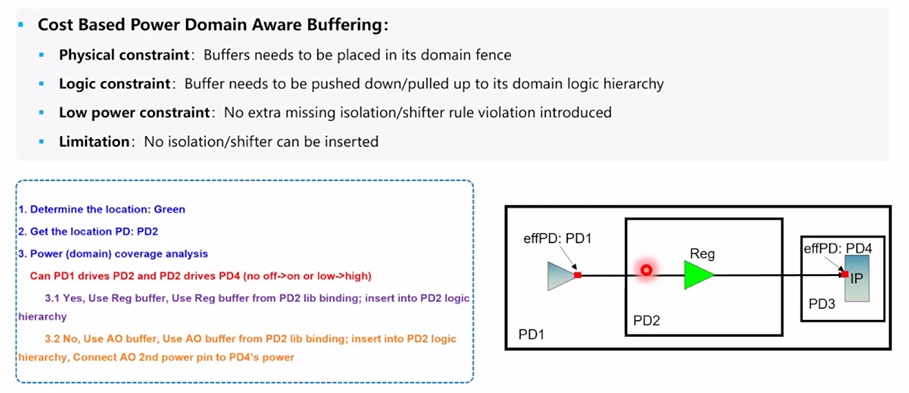 Cost Based Power Domain Aware Buffering:
Physical constraint: Buffers needs to be placed in its domain fence
Logic constraint: Buffer needs to be pushed down/pulled up to its domain logic hierarchy
Low power constraint: No extra missing isolation/shifter rule violation introduced
Limitation: No isolation/shifter can be inserted
1. Determine the location: Green
2. Get the location PD: PD2
3. Power (domain) coverage analysis
Can PD1 drives PD2 and PD2 drives PD4 (no off->on or low->high)
3.1 Yes, Use Reg buffer, Use Reg buffer from PD2 lib binding; insert into PD2 logic
hierarchy
3.2 No, Use AO buffer, Use AO buffer from PD2 lib binding; insert into PD2 logic
hierarchy, Connect AO 2nd power pin to PD4's power
effPD: PD1
Reg
effPD: PD4
IP
PD3
PD2
PD1